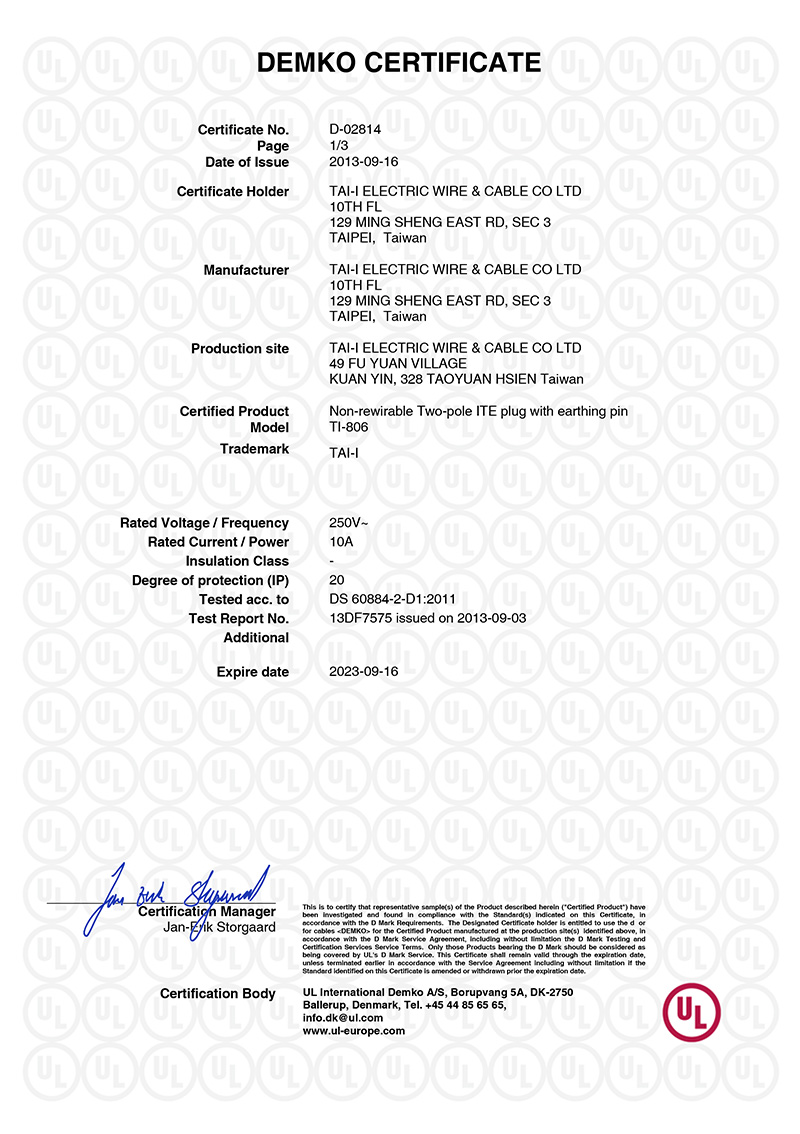 DEMKO CERTIFICATE
Certificate No. D-02814
Page 1/3
Date of Issue 2013-09-16
Certificate Holder TAI-I ELECTRIC WIRE & CABLE CO LTD
10TH FL
129 MING SHENG EAST RD, SEC 3
TAIPEI, Taiwan
Manufacturer TAI-I ELECTRIC WIRE & CABLE CO LTD
10TH FL
129 MING SHENG EAST RD, SEC 3
TAIPEI, Taiwan
Production site TAI-I ELECTRIC WIRE & CABLE CO LTD
49 FU YUAN VILLAGE
KUAN YIN, 328 TAOYUAN HSIEN Taiwan
Certified Product Non-rewirable Two-pole ITE plug with earthing pin
Model TI-806
Trademark TAI-I
Rated Voltage / Frequency 250V~
Rated Current / Power 10A
Insulation Class -
Degree of protection (IP) 20
Tested acc. to DS 60884-2-D1:2011
Test Report No. 13DF7575 issued on 2013-09-03
Additional
Expire date 2023-09-16
Certification Manager
Jan-Erik Storgaard
This is to certify that representative sample(s) of the Product described herein ("Certified Product") have
been investigated and found in compliance with the Standard(s) indicated on this Certificate, in
accordance with the D Mark Requirements. The Designated Certificate holder is entitled to use the d or
for cables <DEMKO> for the Certified Product manufactured at the production site(s) identified above, in
accordance with the D Mark Service Agreement, including without limitation the D Mark Testing and
Certification Services Service Terms. Only those Products bearing the D Mark should be considered as
being covered by UL's D Mark Service. This Certificate shall remain valid through the expiration date,
unless terminated earlier in accordance with the Service Agreement including without limitation if the
Standard identified on this Certificate is amended or withdrawn prior the expiration date.
Certification Body UL International Demko A/S, Borupvang 5A, DK-2750
Ballerup, Denmark, Tel. +45 44 85 65 65,
info.dk@ul.com
www.ul-europe.com
UL